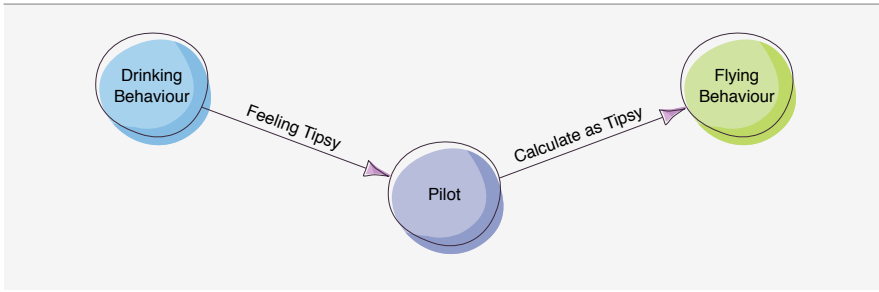 Drinking
Behaviour
Feeling Tipsy
Pilot
Calculate as Tipsy
Flying
Behaviour